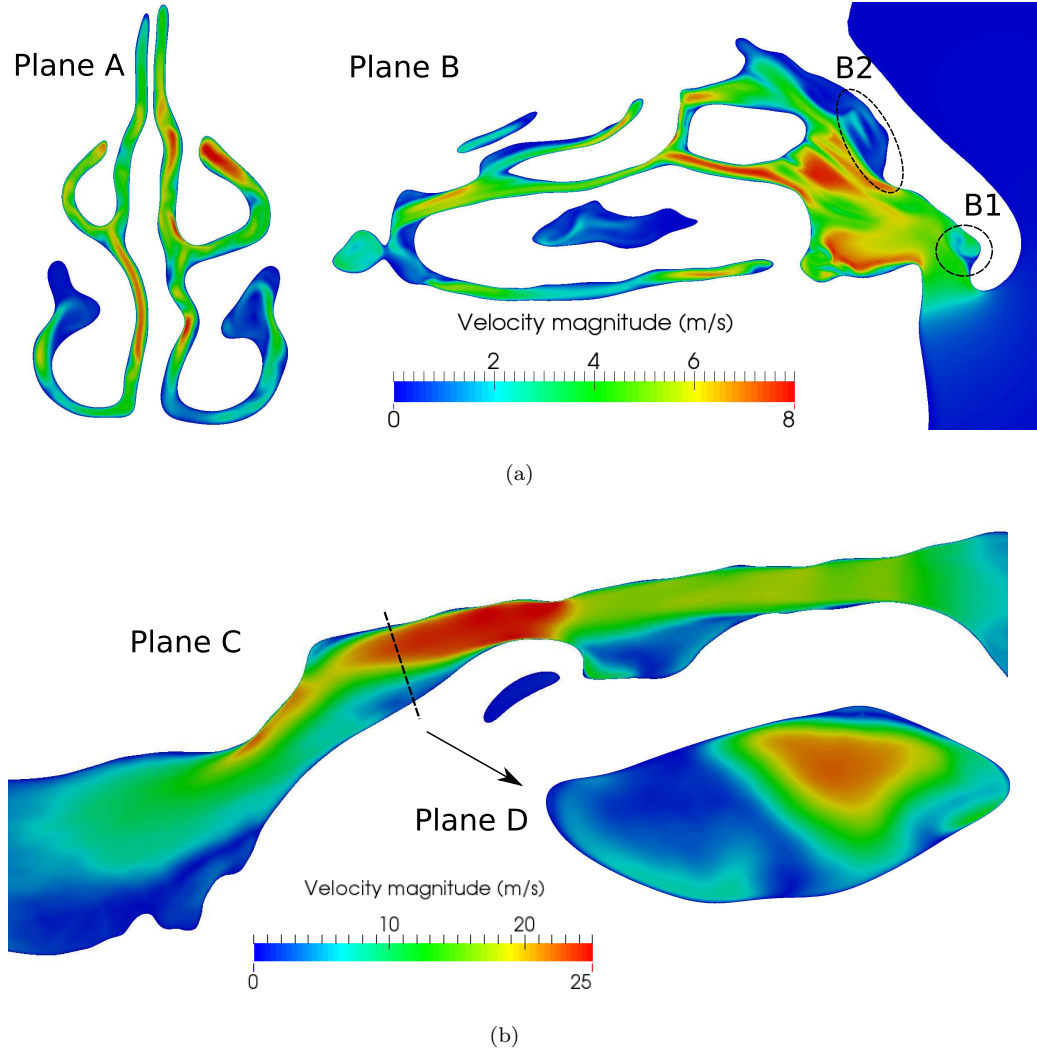 Plane A
Plane B
B2
B1
Velocity magnitude (m/s)
2 4 6
0 8
(a)
Plane C
Plane D
Velocity magnitude (m/s)
10 20
0 25
(b)